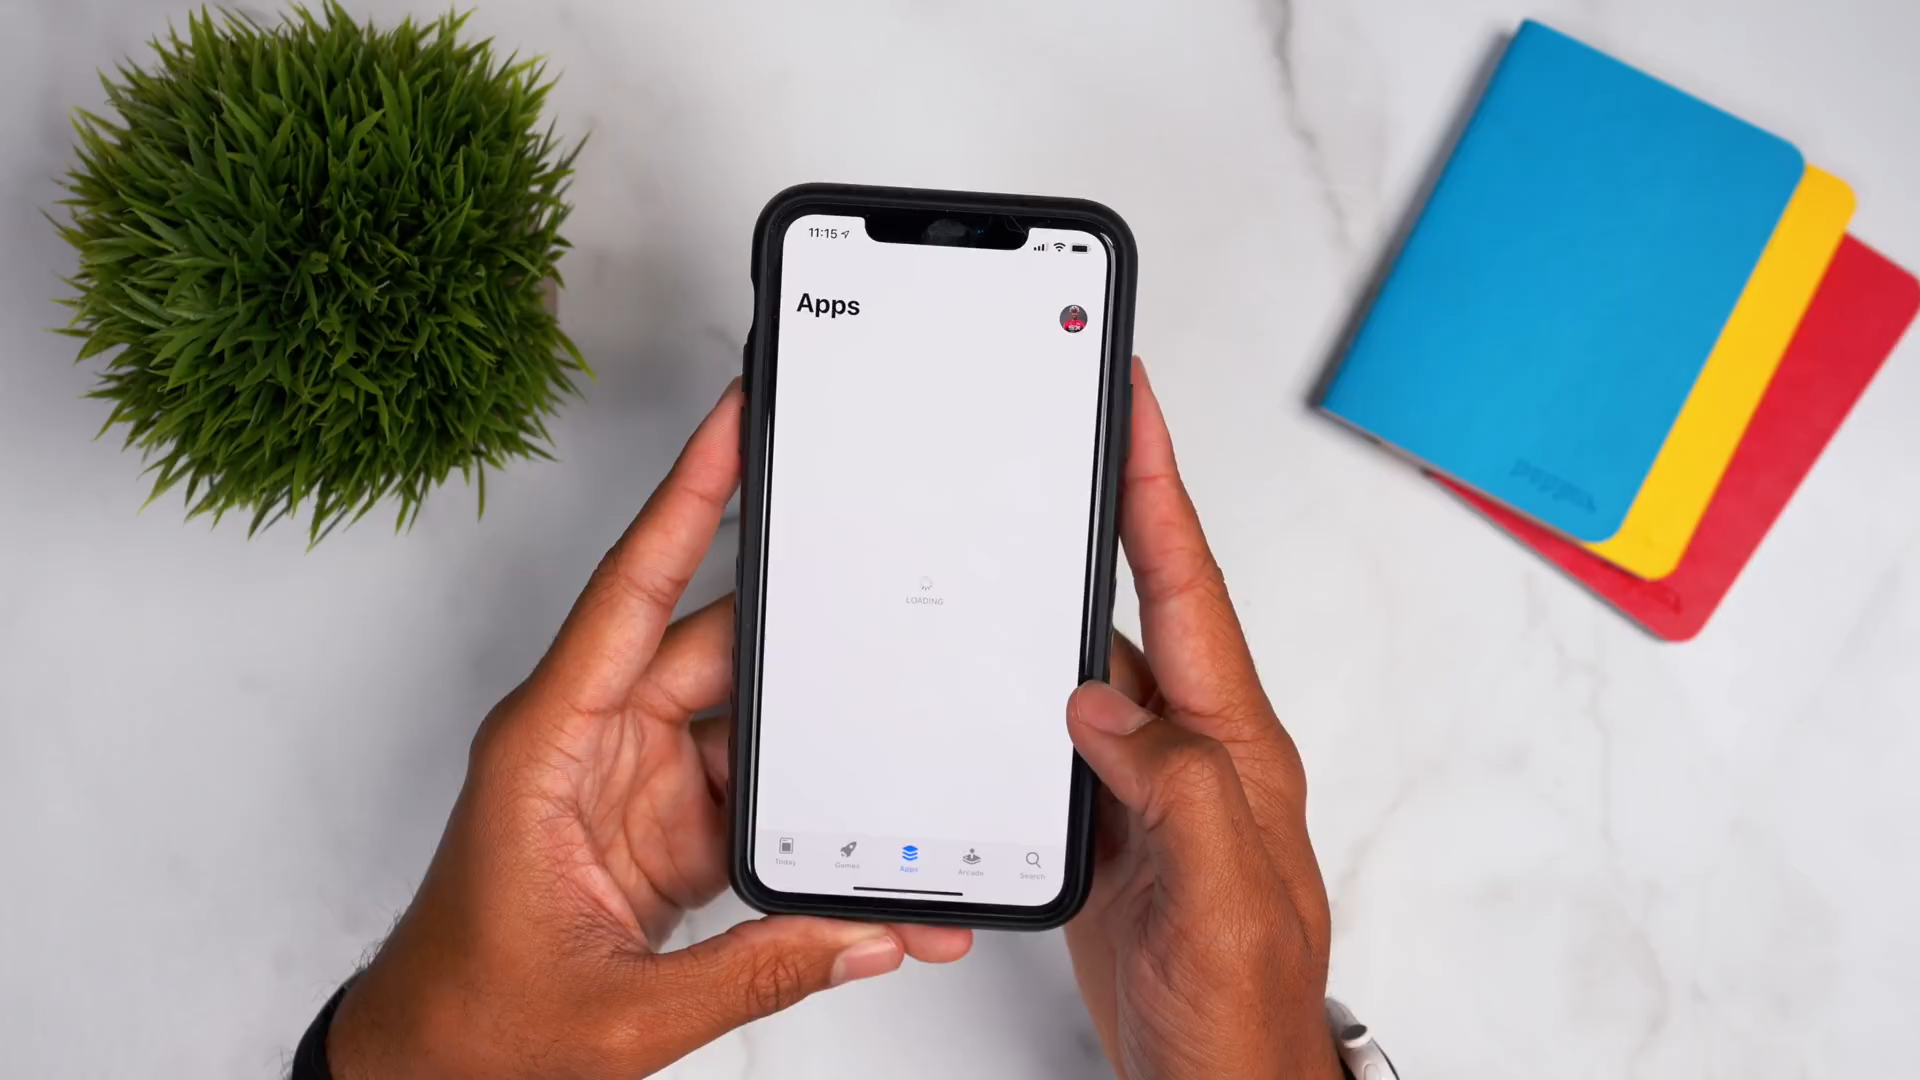 11:15
Apps
LOADING
Today
Games
Apps
Arcade
Search